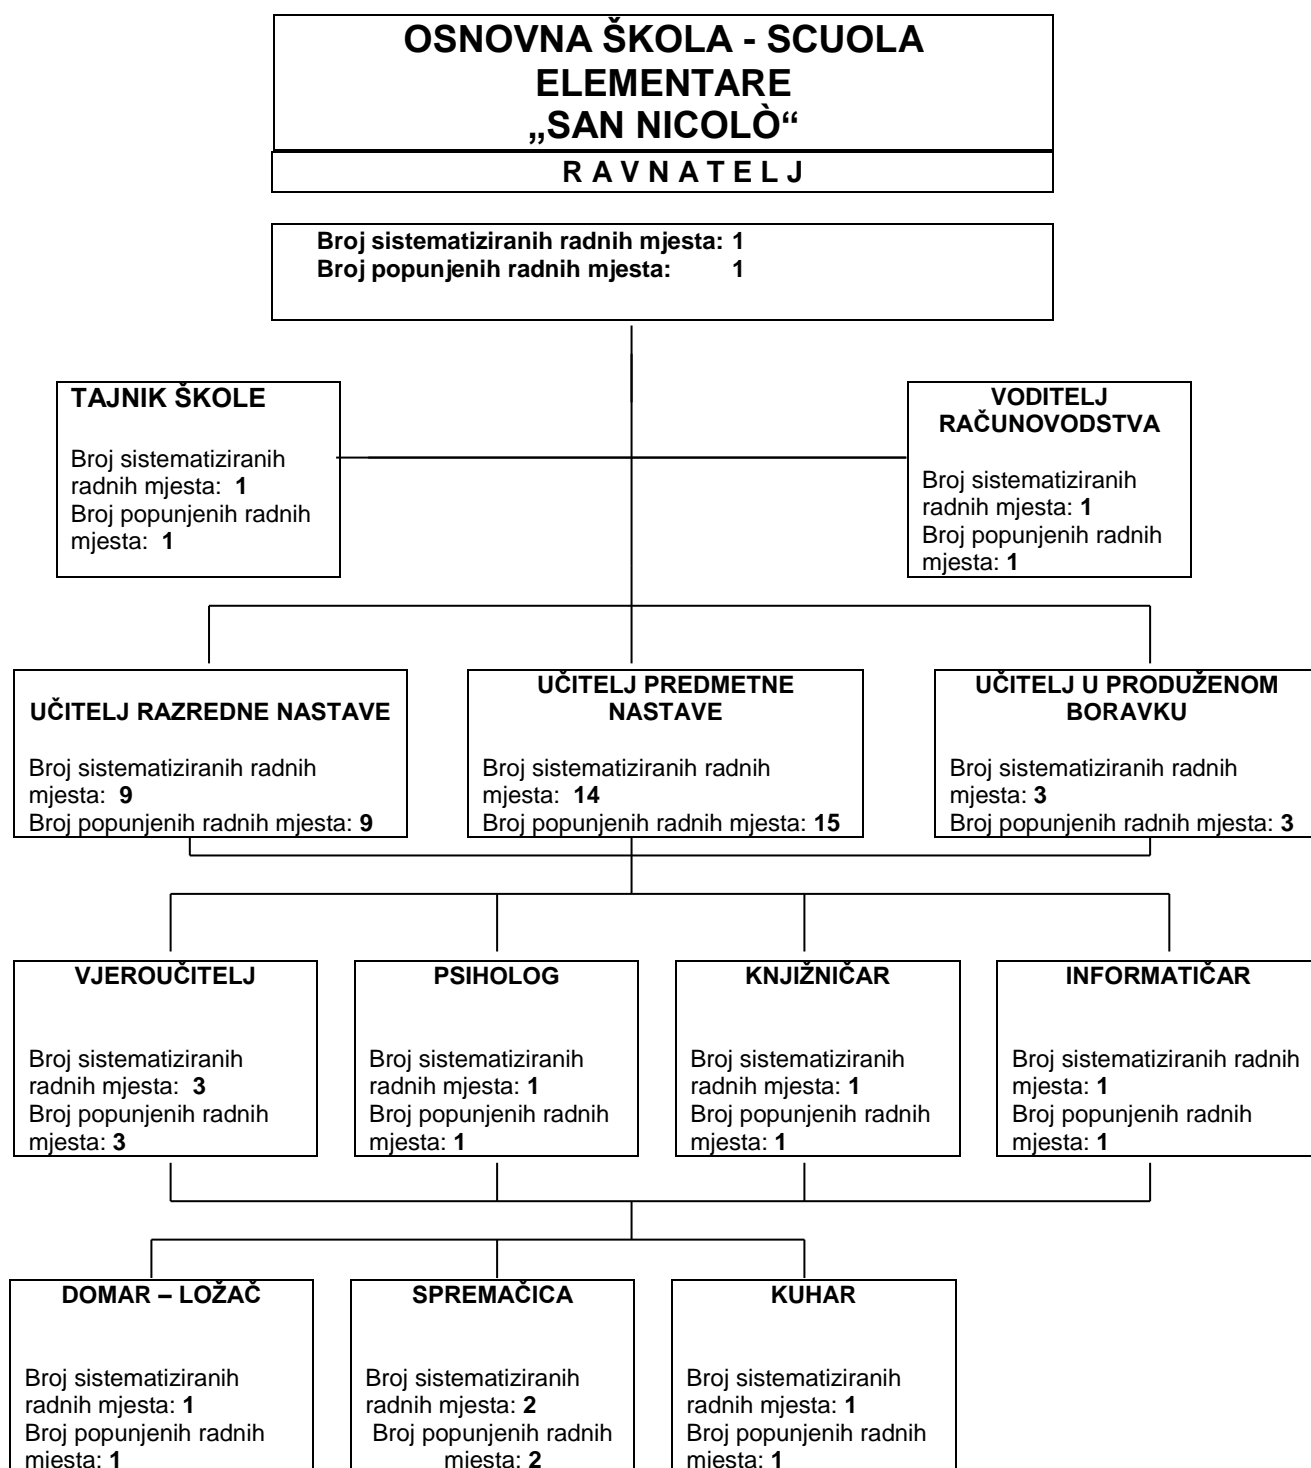 OSNOVNA ŠKOLA - SCUOLA
ELEMENTARE
„SAN NICOLÒ“
R A V N A T E L J
Broj sistematiziranih radnih mjesta: 1
Broj popunjenih radnih mjesta: 1
TAJNIK ŠKOLE
Broj sistematiziranih
radnih mjesta: 1
Broj popunjenih radnih
mjesta: 1
VODITELJ
RAČUNOVODSTVA
Broj sistematiziranih
radnih mjesta: 1
Broj popunjenih radnih
mjesta: 1
UČITELJ RAZREDNE NASTAVE
Broj sistematiziranih radnih
mjesta: 9
Broj popunjenih radnih mjesta: 9
UČITELJ PREDMETNE
NASTAVE
Broj sistematiziranih radnih
mjesta: 14
Broj popunjenih radnih mjesta: 15
UČITELJ U PRODUŽENOM
BORAVKU
Broj sistematiziranih radnih
mjesta: 3
Broj popunjenih radnih mjesta: 3
VJEROUČITELJ
Broj sistematiziranih
radnih mjesta: 3
Broj popunjenih radnih
mjesta: 3
PSIHOLOG
Broj sistematiziranih
radnih mjesta: 1
Broj popunjenih radnih
mjesta: 1
KNJIŽNIČAR
Broj sistematiziranih
radnih mjesta: 1
Broj popunjenih radnih
mjesta: 1
INFORMATIČAR
Broj sistematiziranih radnih
mjesta: 1
Broj popunjenih radnih
mjesta: 1
DOMAR – LOŽAČ
Broj sistematiziranih
radnih mjesta: 1
Broj popunjenih radnih
mjesta: 1
SPREMAČICA
Broj sistematiziranih
radnih mjesta: 2
Broj popunjenih radnih
mjesta: 2
KUHAR
Broj sistematiziranih
radnih mjesta: 1
Broj popunjenih radnih
mjesta: 1